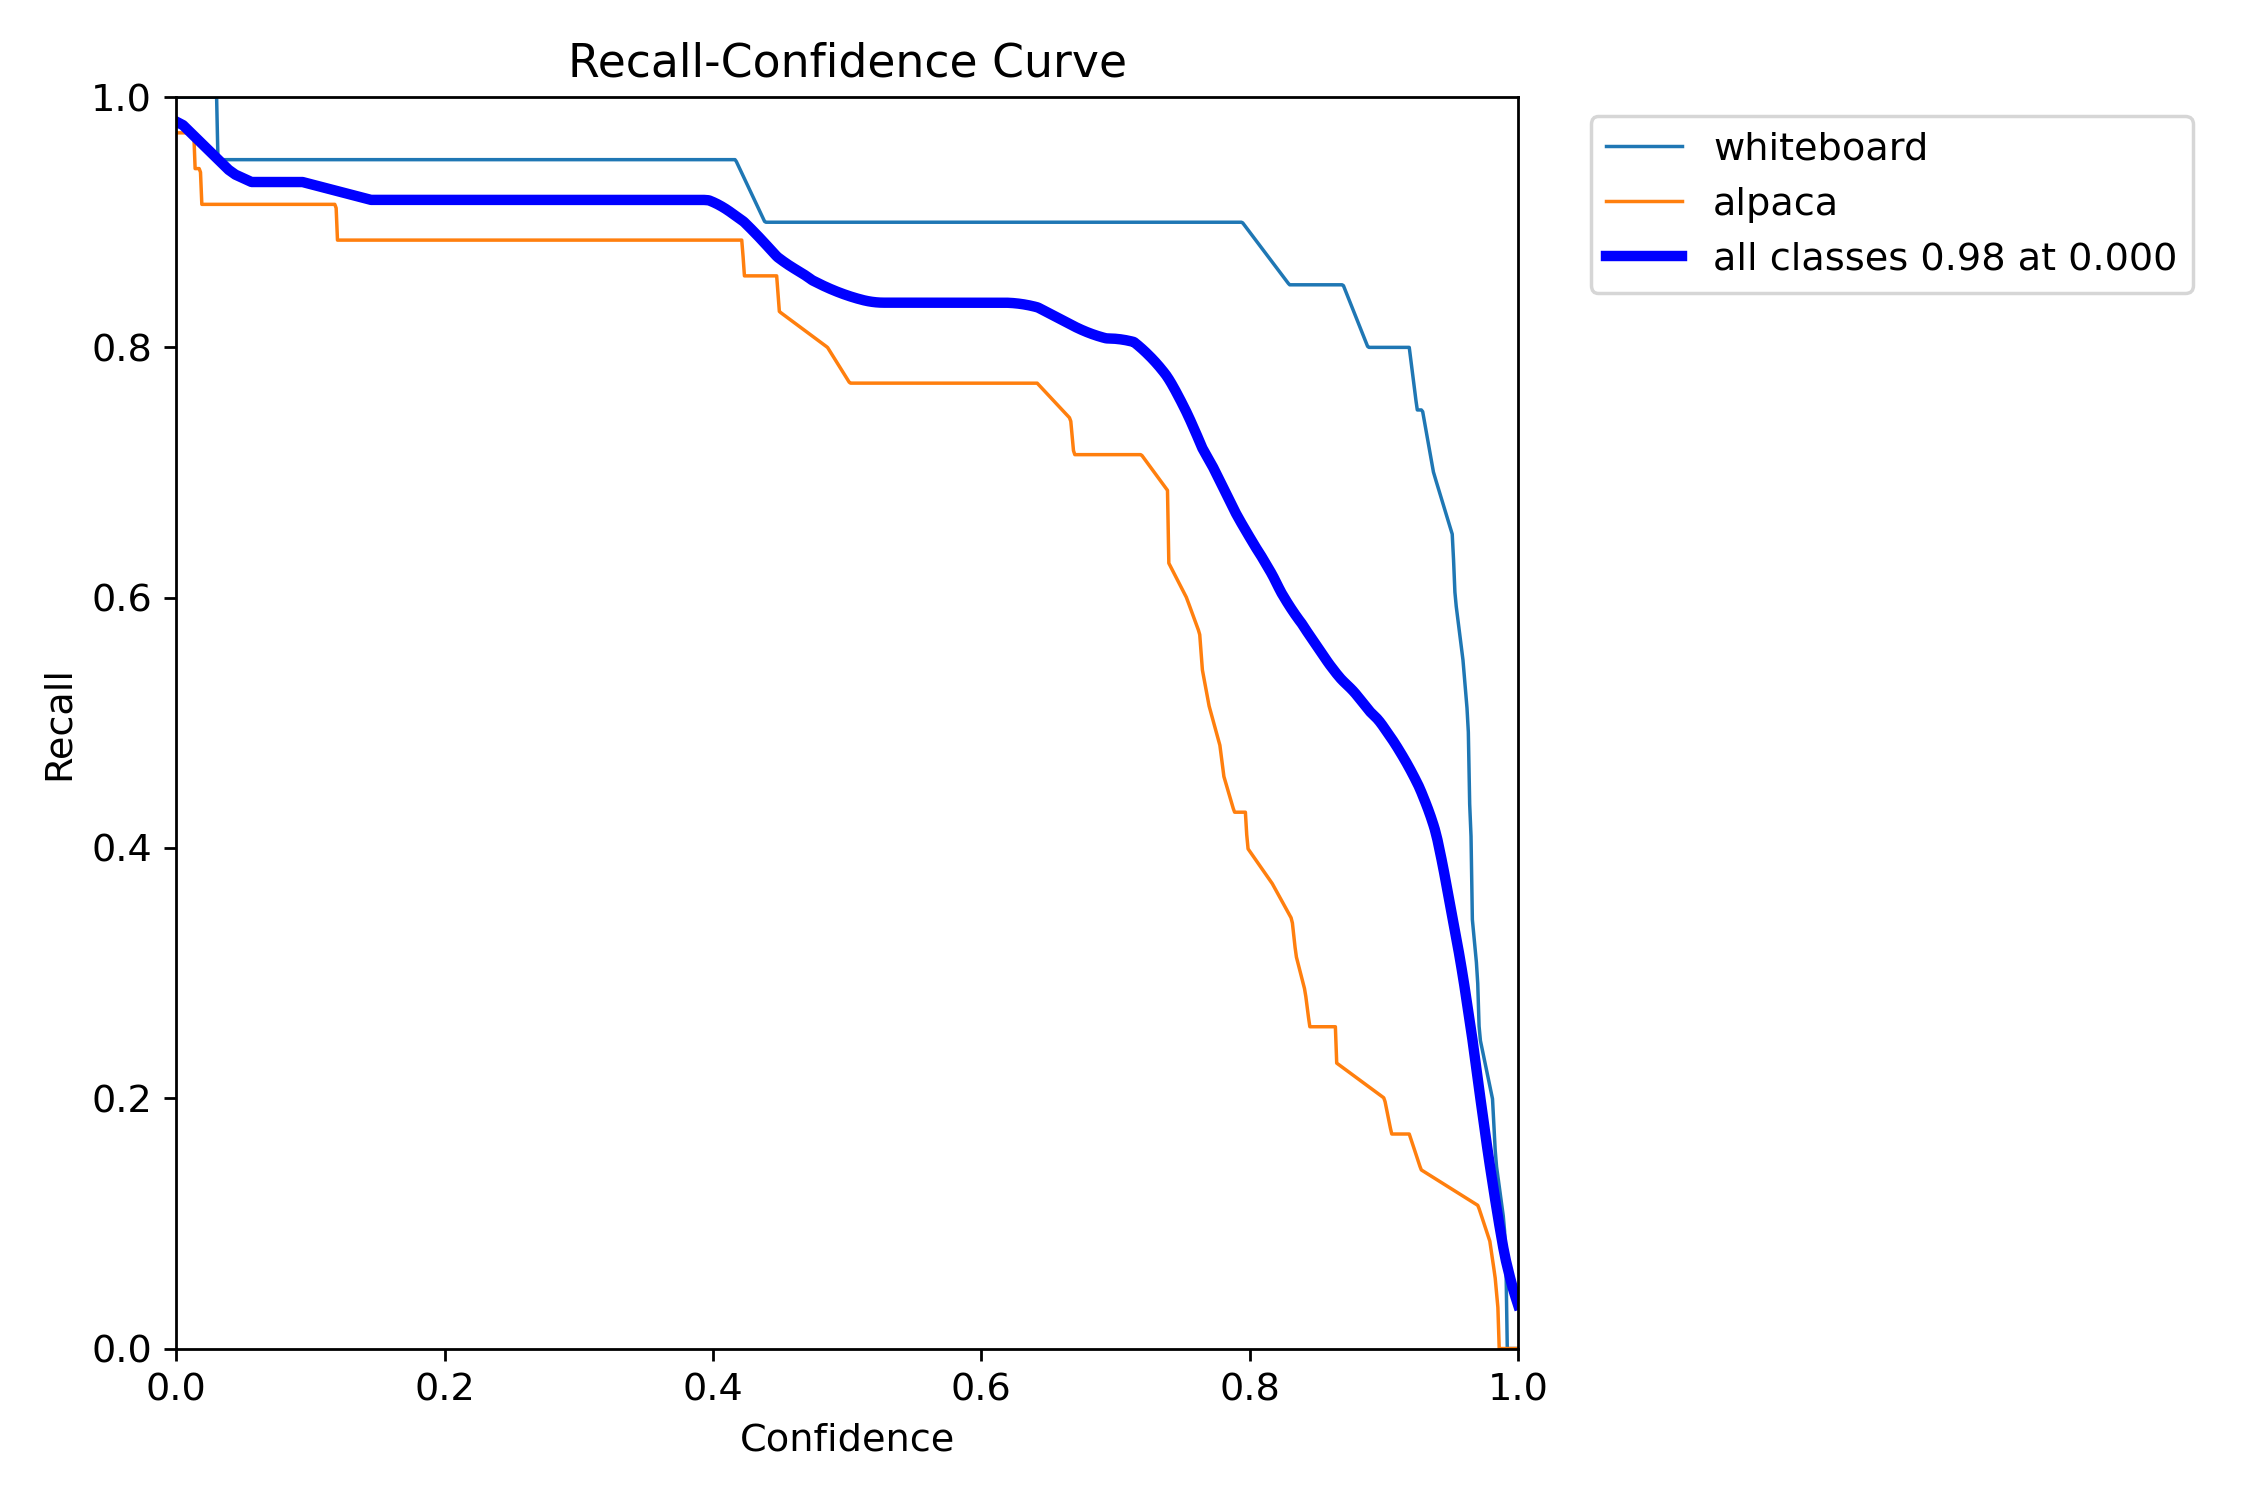 Recall-Confidence Curve
1.0
0.8
0.6
0.4
0.2
0.0
Recall
0.0 0.2 0.4 0.6 0.8 1.0
Confidence
whiteboard
alpaca
all classes 0.98 at 0.000